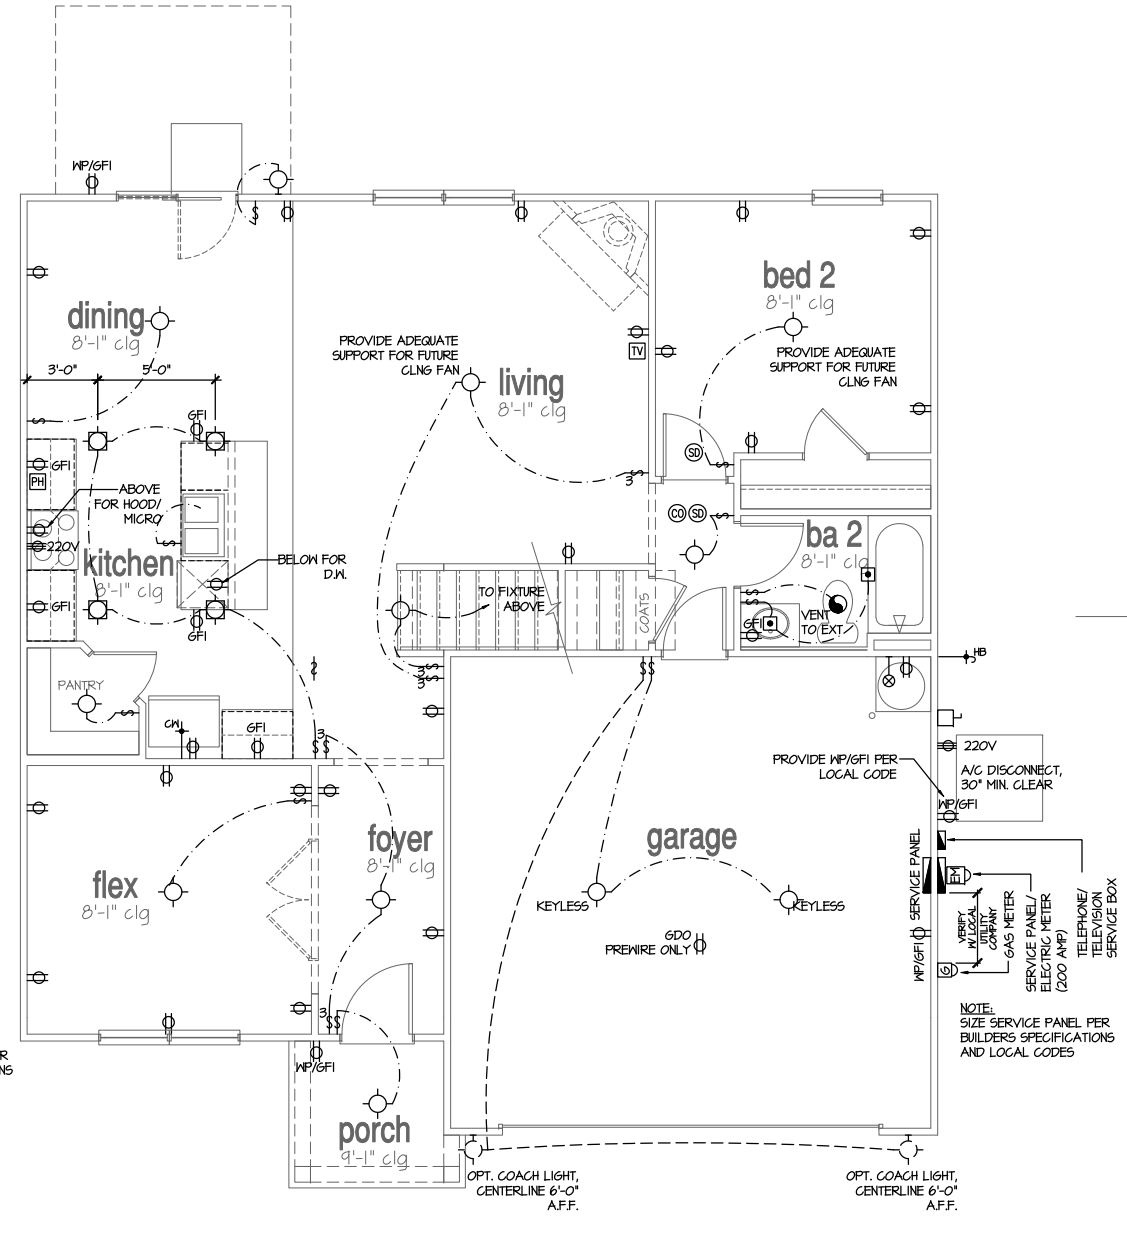 WP/GFI
dining
8'-1" clg
3'-0"
5'-0"
PROVIDE ADEQUATE
SUPPORT FOR FUTURE
CLNG FAN
living
8'-1" clg
TV
bed 2
8'-1" clg
PROVIDE ADEQUATE
SUPPORT FOR FUTURE
CLNG FAN
GFI
GFI
PH
ABOVE
FOR HOOD/
MICRO
220V
kitchen
8'-1" clg
BELOW FOR
D.W.
GFI
GFI
3
SD
CO
SD
ba 2
8'-1" clg
TO FIXTURE
ABOVE
COATS
GFI
VENT
TO EXT.
HB
3
3
PANTRY
CW
GFI
3
220V
A/C DISCONNECT,
30" MIN. CLEAR
PROVIDE WP/GFI PER
LOCAL CODE
WP/GFI
flex
8'-1" clg
foyer
8'-1" clg
garage
KEYLESS
KEYLESS
GDO
PREWIRE ONLY
SERVICE PANEL
EM
VERIFY
W/ LOCAL
UTILITY
COMPANY
GAS METER
SERVICE PANEL/
ELECTRIC METER
(200 AMP)
TELEPHONE/
TELEVISION
SERVICE BOX
WP/GFI
G
NOTE:
SIZE SERVICE PANEL PER
BUILDERS SPECIFICATIONS
AND LOCAL CODES
3
R
NS
WP/GFI
porch
9'-1" clg
OPT. COACH LIGHT,
CENTERLINE 6'-0"
A.F.F.
OPT. COACH LIGHT,
CENTERLINE 6'-0"
A.F.F.